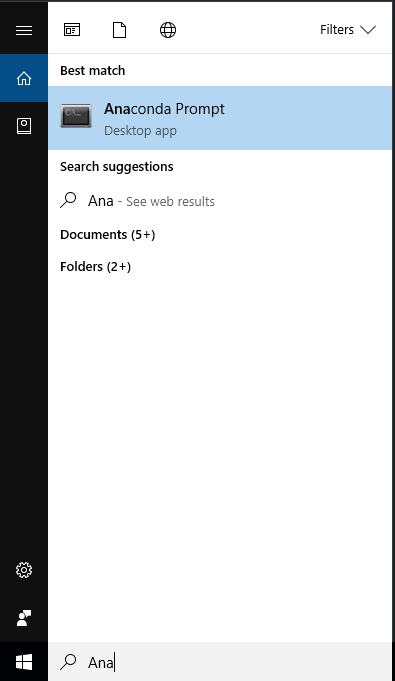 Filters
Best match
Anaconda Prompt
Desktop app
Search suggestions
Ana - See web results
Documents (5+)
Folders (2+)
Ana